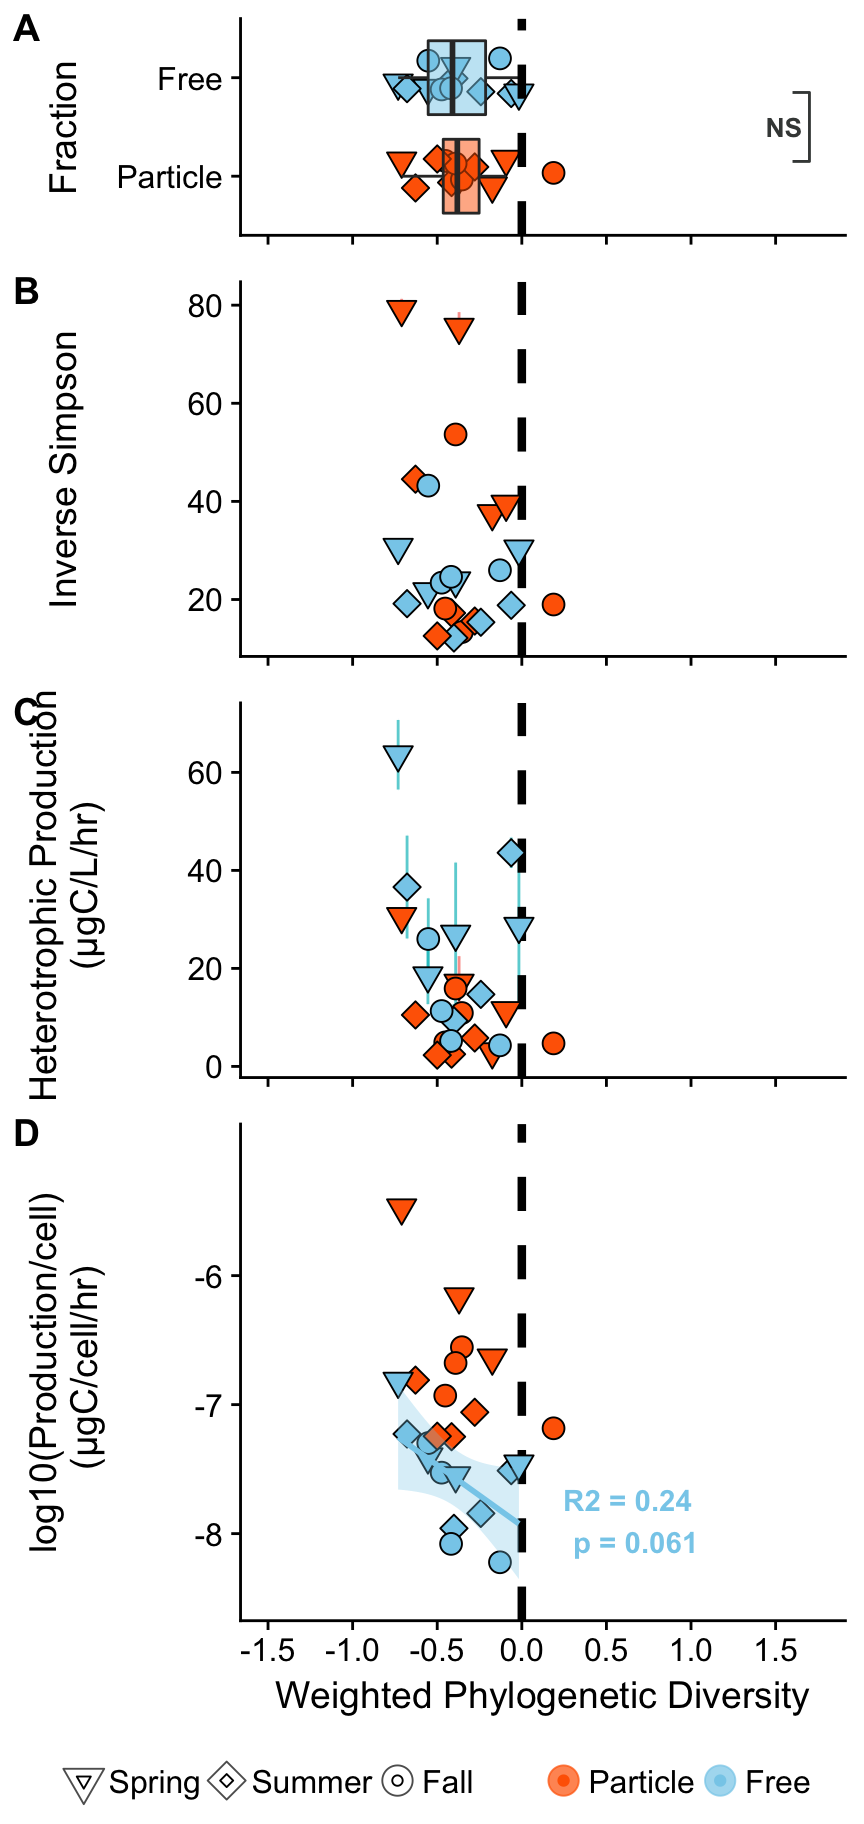 A
Fraction
Free
Particle
NS
B
Inverse Simpson
80
60
40
20
C
Heterotrophic Production
(µgC/L/hr)
60
40
20
0
D
log10(Production/cell)
(µgC/cell/hr)
-6
-7
-8
R2 = 0.24
p = 0.061
-1.5 -1.0 -0.5 0.0 0.5 1.0 1.5
Weighted Phylogenetic Diversity
Spring Summer Fall Particle Free